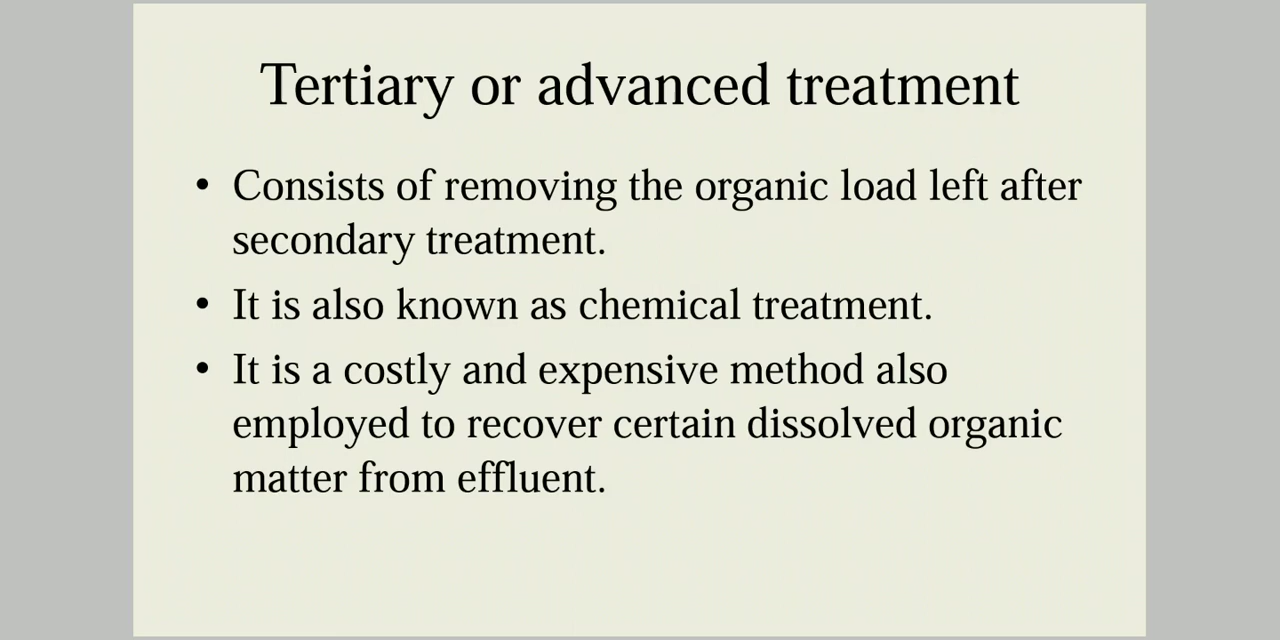 Tertiary or advanced treatment
• Consists of removing the organic load left after
secondary treatment.
• It is also known as chemical treatment.
• It is a costly and expensive method also
employed to recover certain dissolved organic
matter from effluent.